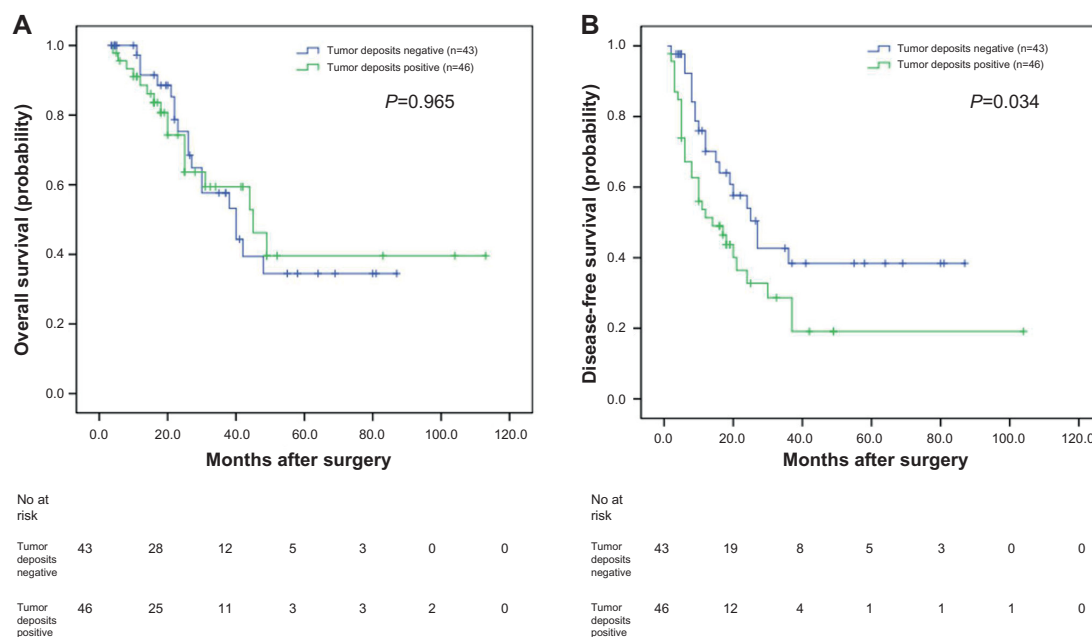 A
Tumor deposits negative (n=43)
Tumor deposits positive (n=46)
P=0.965
Overall survival (probability)
1.0
0.8
0.6
0.4
0.2
0.0
0.0 20.0 40.0 60.0 80.0 100.0 120.0
Months after surgery
No at
risk
Tumor
deposits
negative
43 28 12 5 3 0 0
Tumor
deposits
positive
46 25 11 3 3 2 0
B
Tumor deposits negative (n=43)
Tumor deposits positive (n=46)
P=0.034
Disease-free survival (probability)
1.0
0.8
0.6
0.4
0.2
0.0
0.0 20.0 40.0 60.0 80.0 100.0 120.0
Months after surgery
No at
risk
Tumor
deposits
negative
43 19 8 5 3 0 0
Tumor
deposits
positive
46 12 4 1 1 1 0